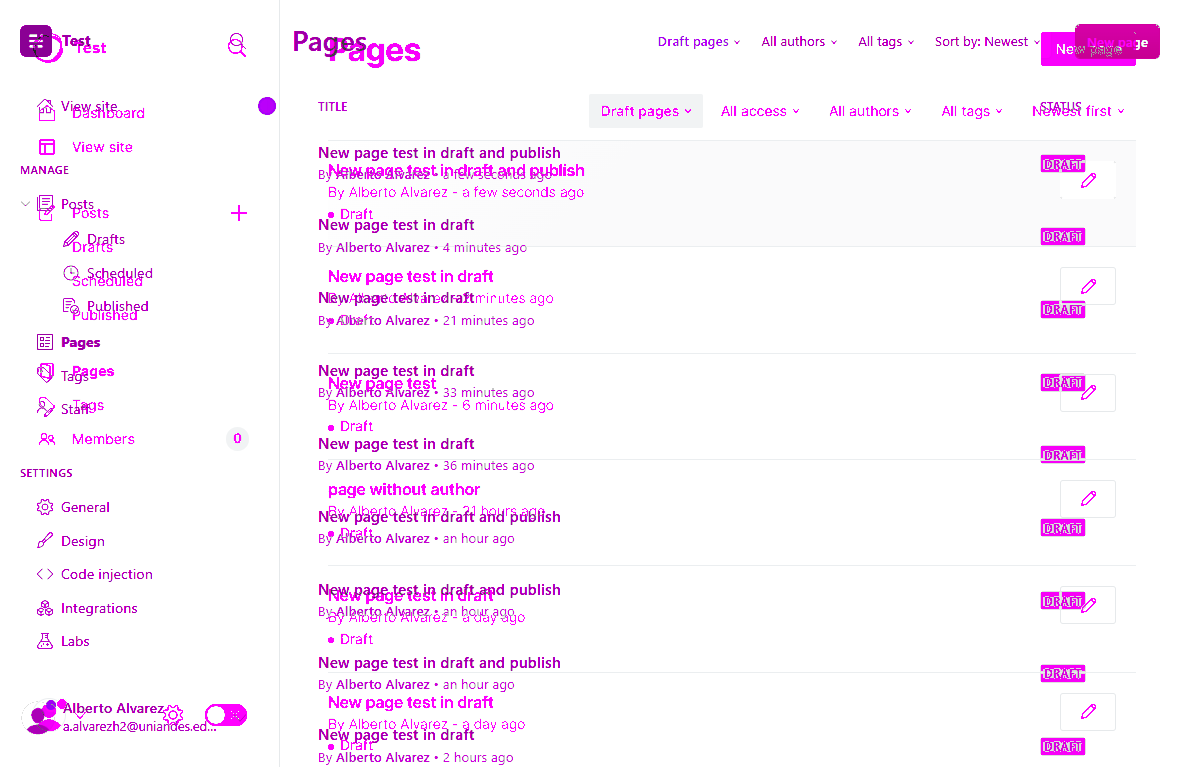 Test
Test
Pages
Pages
Draft pages
All authors
All tags
Sort by: Newest
New page
New page
View site
Dashboard
View site
MANAGE
Posts
Posts
Drafts
Drafts
Scheduled
Scheduled
Published
Published
Pages
Pages
Tags
Tags
Staff
Members
0
SETTINGS
General
Design
Code injection
Integrations
Labs
Alberto Alvarez
a.alvarezh2@uniandes.ed...
TITLE
Draft pages
All access
All authors
All tags
Newest first
STATUS
New page test in draft and publish
DRAFT
By Alberto Alvarez • a few seconds ago
New page test in draft and publish
By Alberto Alvarez - a few seconds ago
Draft
New page test in draft
DRAFT
By Alberto Alvarez • 4 minutes ago
New page test in draft
By Alberto Alvarez - 2 minutes ago
New page test in draft
DRAFT
By Alberto Alvarez • 21 minutes ago
Draft
New page test in draft
DRAFT
New page test
By Alberto Alvarez • 33 minutes ago
By Alberto Alvarez - 6 minutes ago
Draft
New page test in draft
DRAFT
By Alberto Alvarez • 36 minutes ago
page without author
By Alberto Alvarez - 21 hours ago
New page test in draft and publish
DRAFT
Draft
By Alberto Alvarez • an hour ago
New page test in draft and publish
DRAFT
New page test in draft
By Alberto Alvarez • an hour ago
By Alberto Alvarez - a day ago
Draft
New page test in draft and publish
DRAFT
By Alberto Alvarez • an hour ago
New page test in draft
By Alberto Alvarez - a day ago
New page test in draft
DRAFT
Draft
By Alberto Alvarez • 2 hours ago